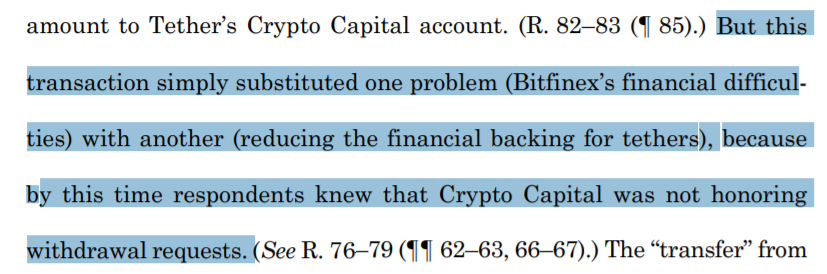 amount to Tether’s Crypto Capital account. (R. 82–83 (¶ 85).) But this
transaction simply substituted one problem (Bitfinex’s financial difficul-
ties) with another (reducing the financial backing for tethers), because
by this time respondents knew that Crypto Capital was not honoring
withdrawal requests. (See R. 76–79 (¶¶ 62–63, 66–67).) The “transfer” from